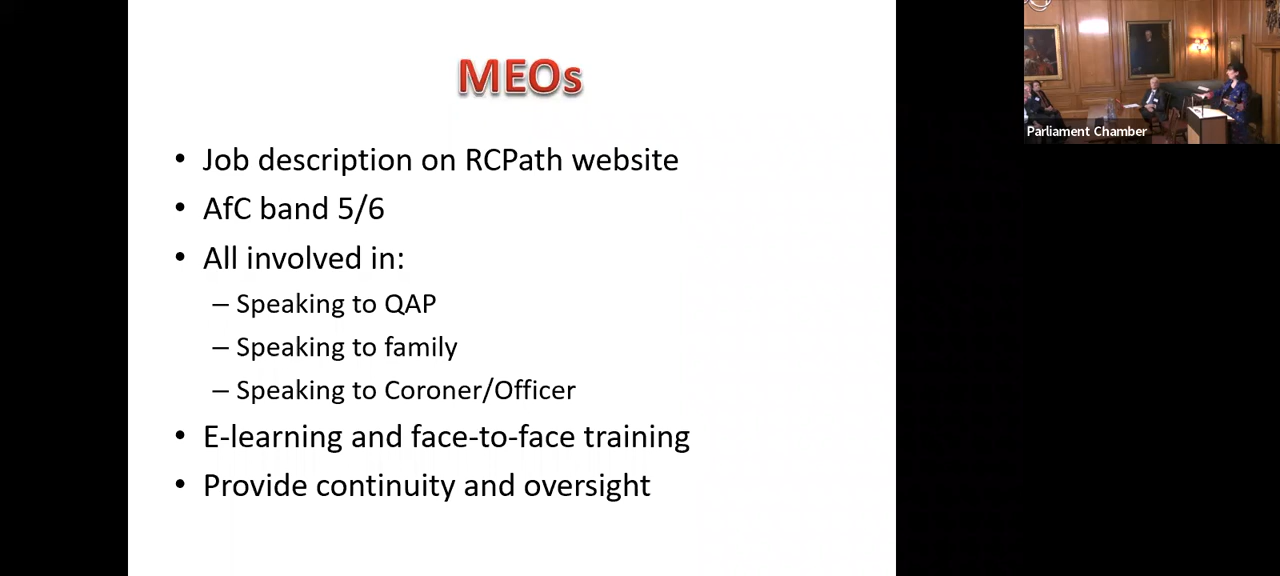 MEOs
• Job description on RCPath website
• AfC band 5/6
• All involved in:
– Speaking to QAP
– Speaking to family
– Speaking to Coroner/Officer
• E-learning and face-to-face training
• Provide continuity and oversight
Parliament Chamber